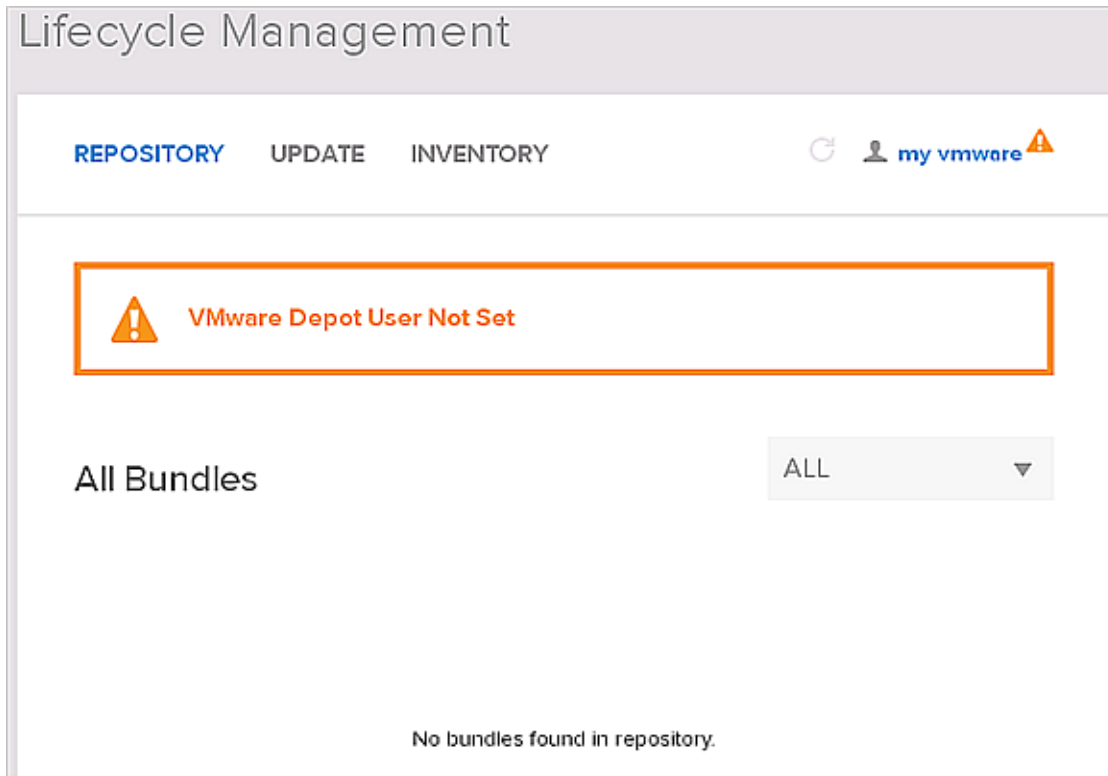 Lifecycle Management
REPOSITORY UPDATE INVENTORY my vmware
VMware Depot User Not Set
All Bundles ALL
No bundles found in repository.